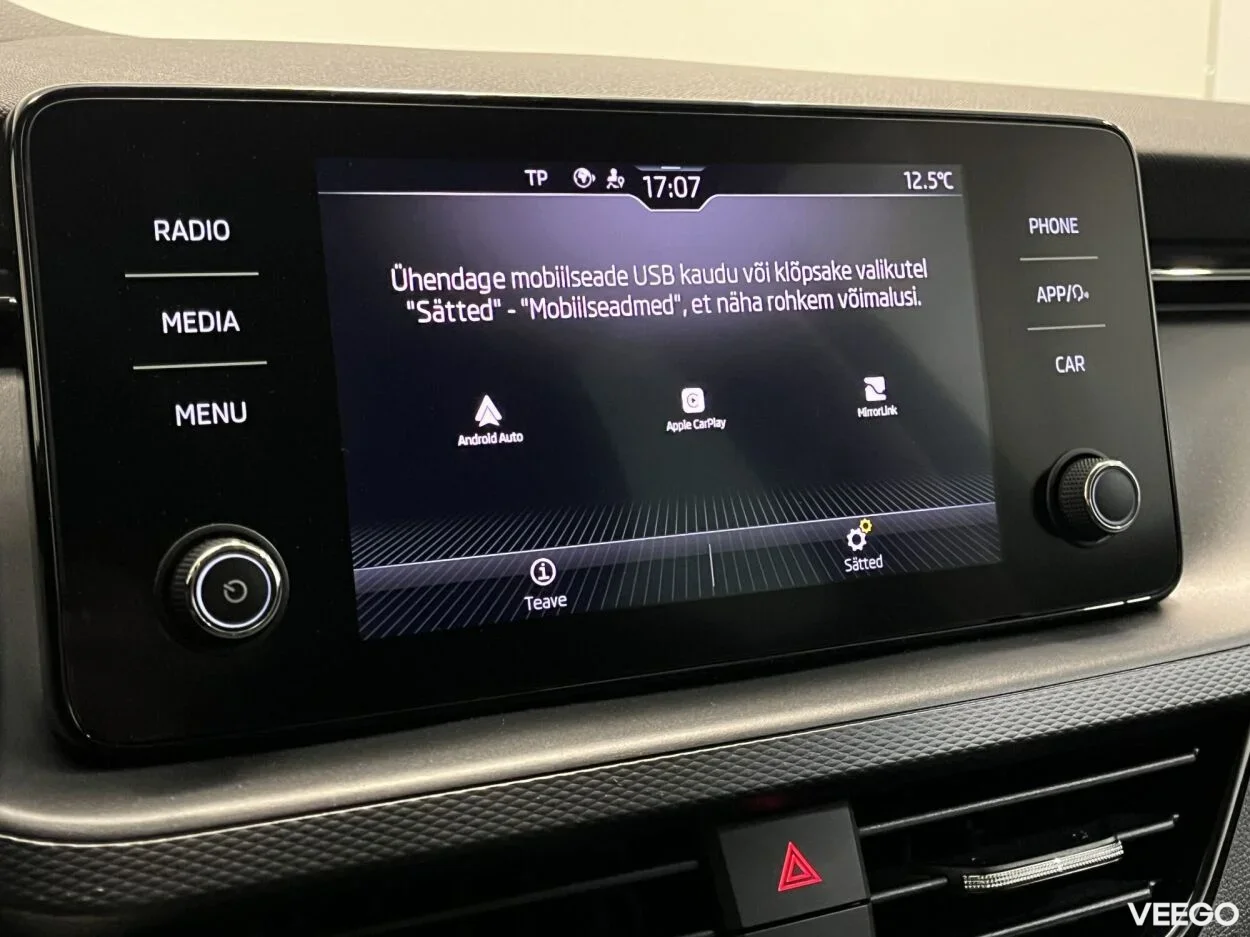 TP 17:07 12.5°C
RADIO
MEDIA
MENU
PHONE
APP/
CAR
Ühendage mobiilseade USB kaudu või klõpsake valikutel
"Sätted" - "Mobiilseadmed", et näha rohkem võimalusi.
Android Auto
Apple CarPlay
MirrorLink
Teave
Sätted
VEEGO